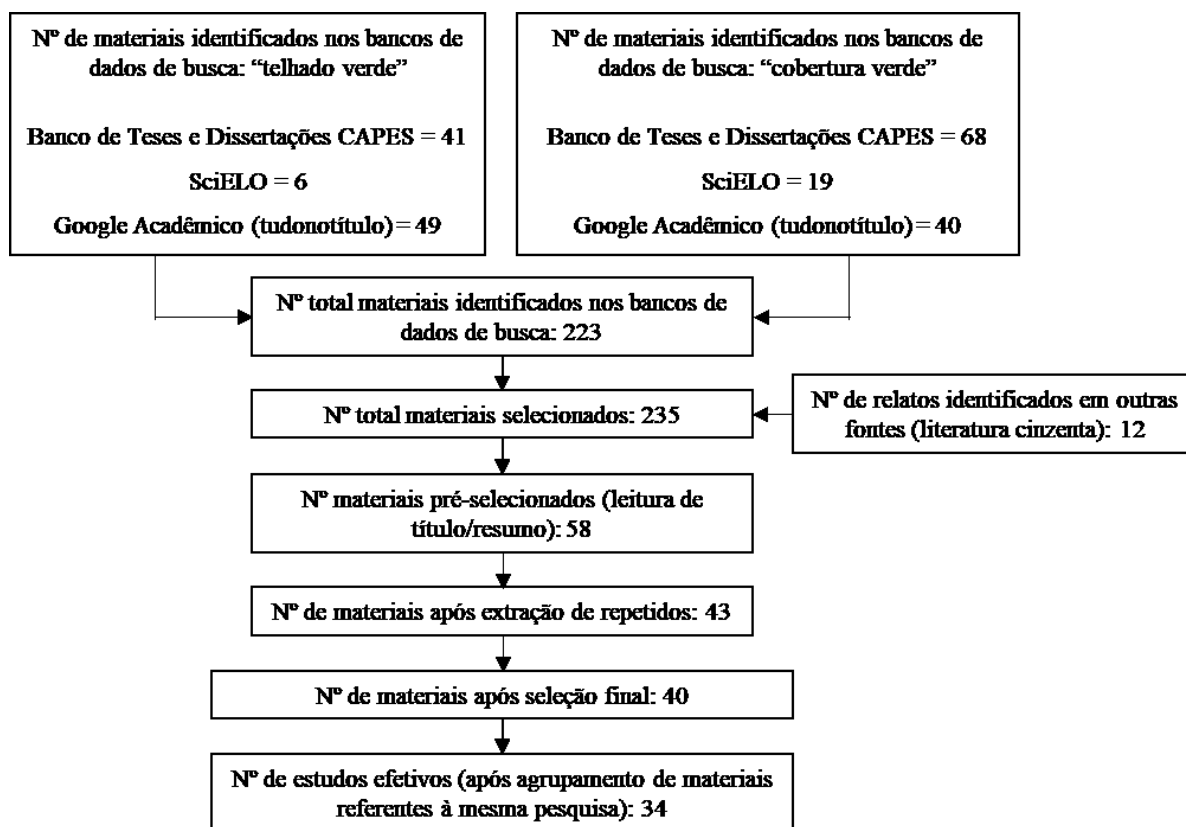 Nº de materiais identificados nos bancos de
dados de busca: “telhado verde”
Banco de Teses e Dissertações CAPES = 41
SciELO = 6
Google Acadêmico (tudonotítulo) = 49
Nº de materiais identificados nos bancos de
dados de busca: “cobertura verde”
Banco de Teses e Dissertações CAPES = 68
SciELO = 19
Google Acadêmico (tudonotítulo) = 40
Nº total materiais identificados nos bancos de
dados de busca: 223
Nº total materiais selecionados: 235
Nº de relatos identificados em outras
fontes (literatura cinzenta): 12
Nº materiais pré-selecionados (leitura de
título/resumo): 58
Nº de materiais após extração de repetidos: 43
Nº de materiais após seleção final: 40
Nº de estudos efetivos (após agrupamento de materiais
referentes à mesma pesquisa): 34